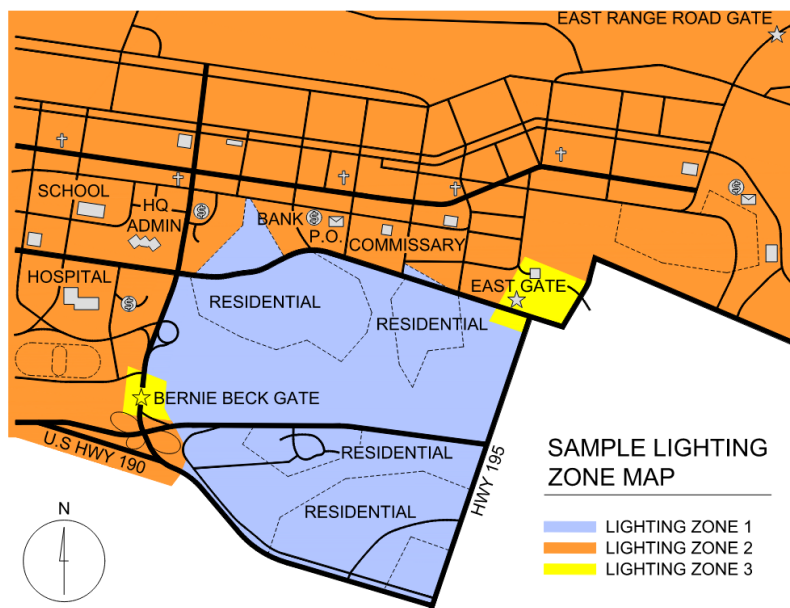 EAST RANGE ROAD GATE
SCHOOL
HQ
ADMIN
$
BANK
$
P.O.
COMMISSARY
$
HOSPITAL
$
EAST GATE
RESIDENTIAL
RESIDENTIAL
BERNIE BECK GATE
U.S HWY 190
RESIDENTIAL
RESIDENTIAL
HWY 195
N
SAMPLE LIGHTING
ZONE MAP
LIGHTING ZONE 1
LIGHTING ZONE 2
LIGHTING ZONE 3